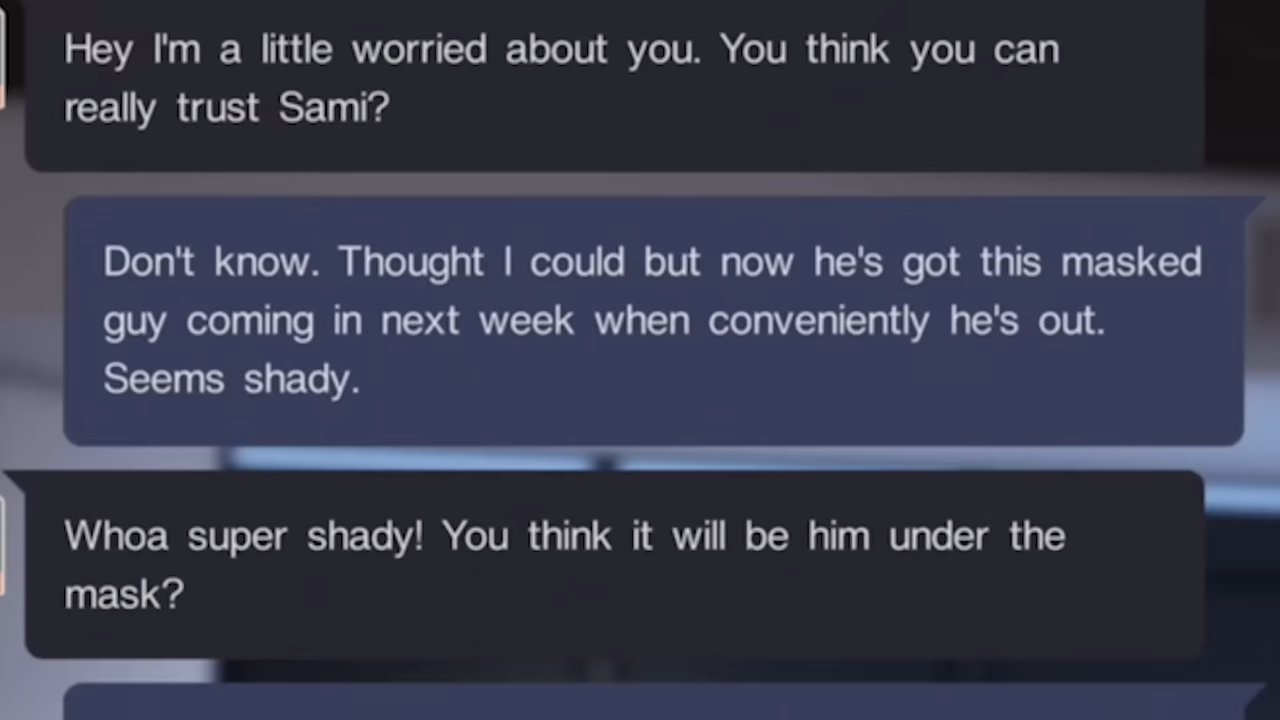 Hey I'm a little worried about you. You think you can
really trust Sami?
Don't know. Thought I could but now he's got this masked
guy coming in next week when conveniently he's out.
Seems shady.
Whoa super shady! You think it will be him under the
mask?